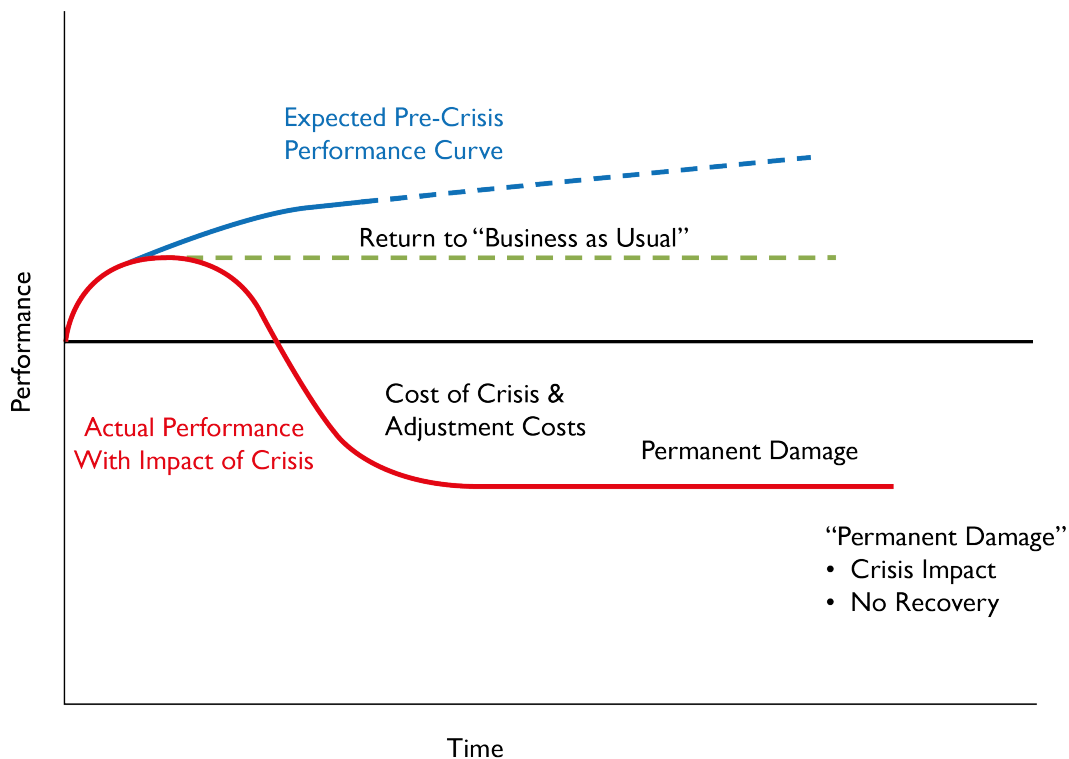 Expected Pre-Crisis
Performance Curve
Return to “Business as Usual”
Performance
Cost of Crisis &
Adjustment Costs
Actual Performance
With Impact of Crisis
Permanent Damage
“Permanent Damage”
• Crisis Impact
• No Recovery
Time